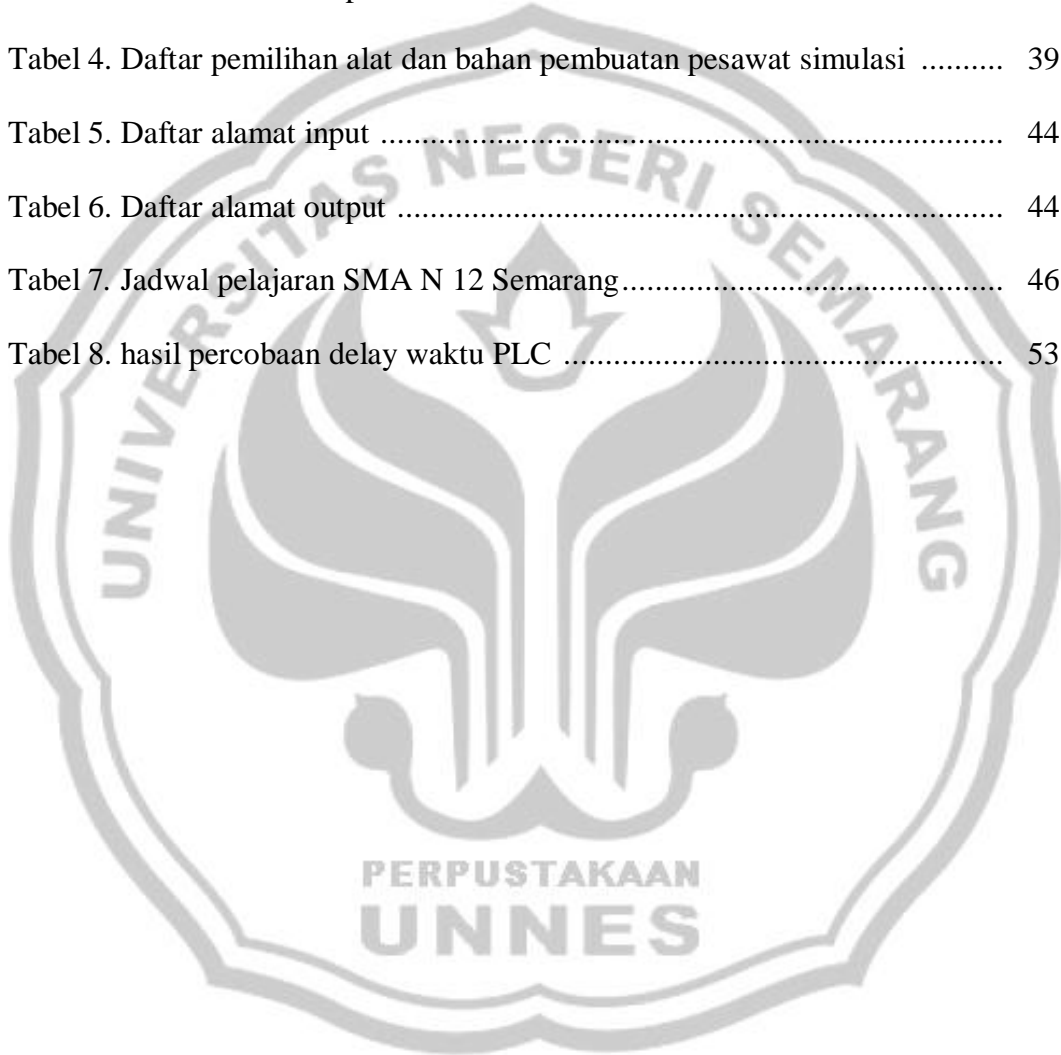 Tabel 4. Daftar pemilihan alat dan bahan pembuatan pesawat simulasi .......... 39
Tabel 5. Daftar alamat input ............................................................................ 44
Tabel 6. Daftar alamat output .......................................................................... 44
Tabel 7. Jadwal pelajaran SMA N 12 Semarang............................................... 46
Tabel 8. hasil percobaan delay waktu PLC ...................................................... 53
UNIVERSITAS NEGERI SEMARANG
PERPUSTAKAAN
UNNES